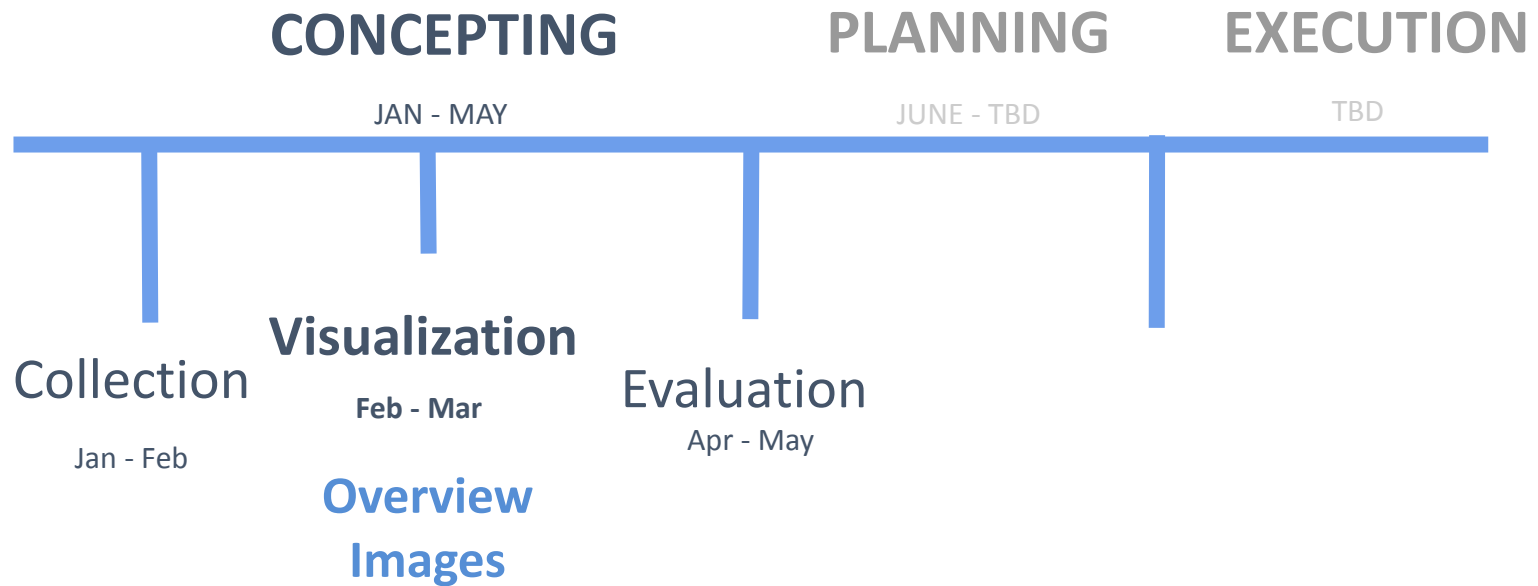 CONCEPTING
PLANNING
EXECUTION
JAN - MAY
JUNE - TBD
TBD
Collection
Jan - Feb
Visualization
Feb - Mar
Overview
Images
Evaluation
Apr - May